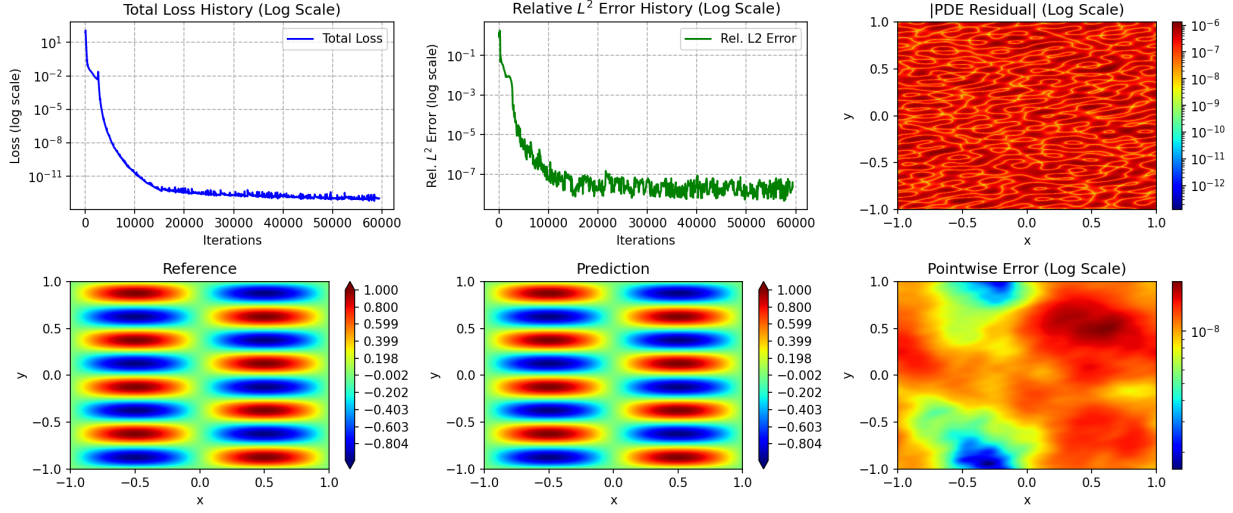 Total Loss History (Log Scale)
Loss (log scale)
10^1
10^-2
10^-5
10^-8
10^-11
Total Loss
0 10000 20000 30000 40000 50000 60000
Iterations
Relative L^2 Error History (Log Scale)
Rel. L^2 Error (log scale)
10^-1
10^-3
10^-5
10^-7
Rel. L2 Error
0 10000 20000 30000 40000 50000 60000
Iterations
|PDE Residual| (Log Scale)
y
1.0
0.5
0.0
−0.5
−1.0
−1.0 −0.5 0.0 0.5 1.0
x
10^-6
10^-7
10^-8
10^-9
10^-10
10^-11
10^-12
Reference
y
1.0
0.5
0.0
−0.5
−1.0
−1.0 −0.5 0.0 0.5 1.0
x
1.000
0.800
0.599
0.399
0.198
−0.002
−0.202
−0.403
−0.603
−0.804
Prediction
y
1.0
0.5
0.0
−0.5
−1.0
−1.0 −0.5 0.0 0.5 1.0
x
1.000
0.800
0.599
0.399
0.198
−0.002
−0.202
−0.403
−0.603
−0.804
Pointwise Error (Log Scale)
y
1.0
0.5
0.0
−0.5
−1.0
−1.0 −0.5 0.0 0.5 1.0
x
10^-8